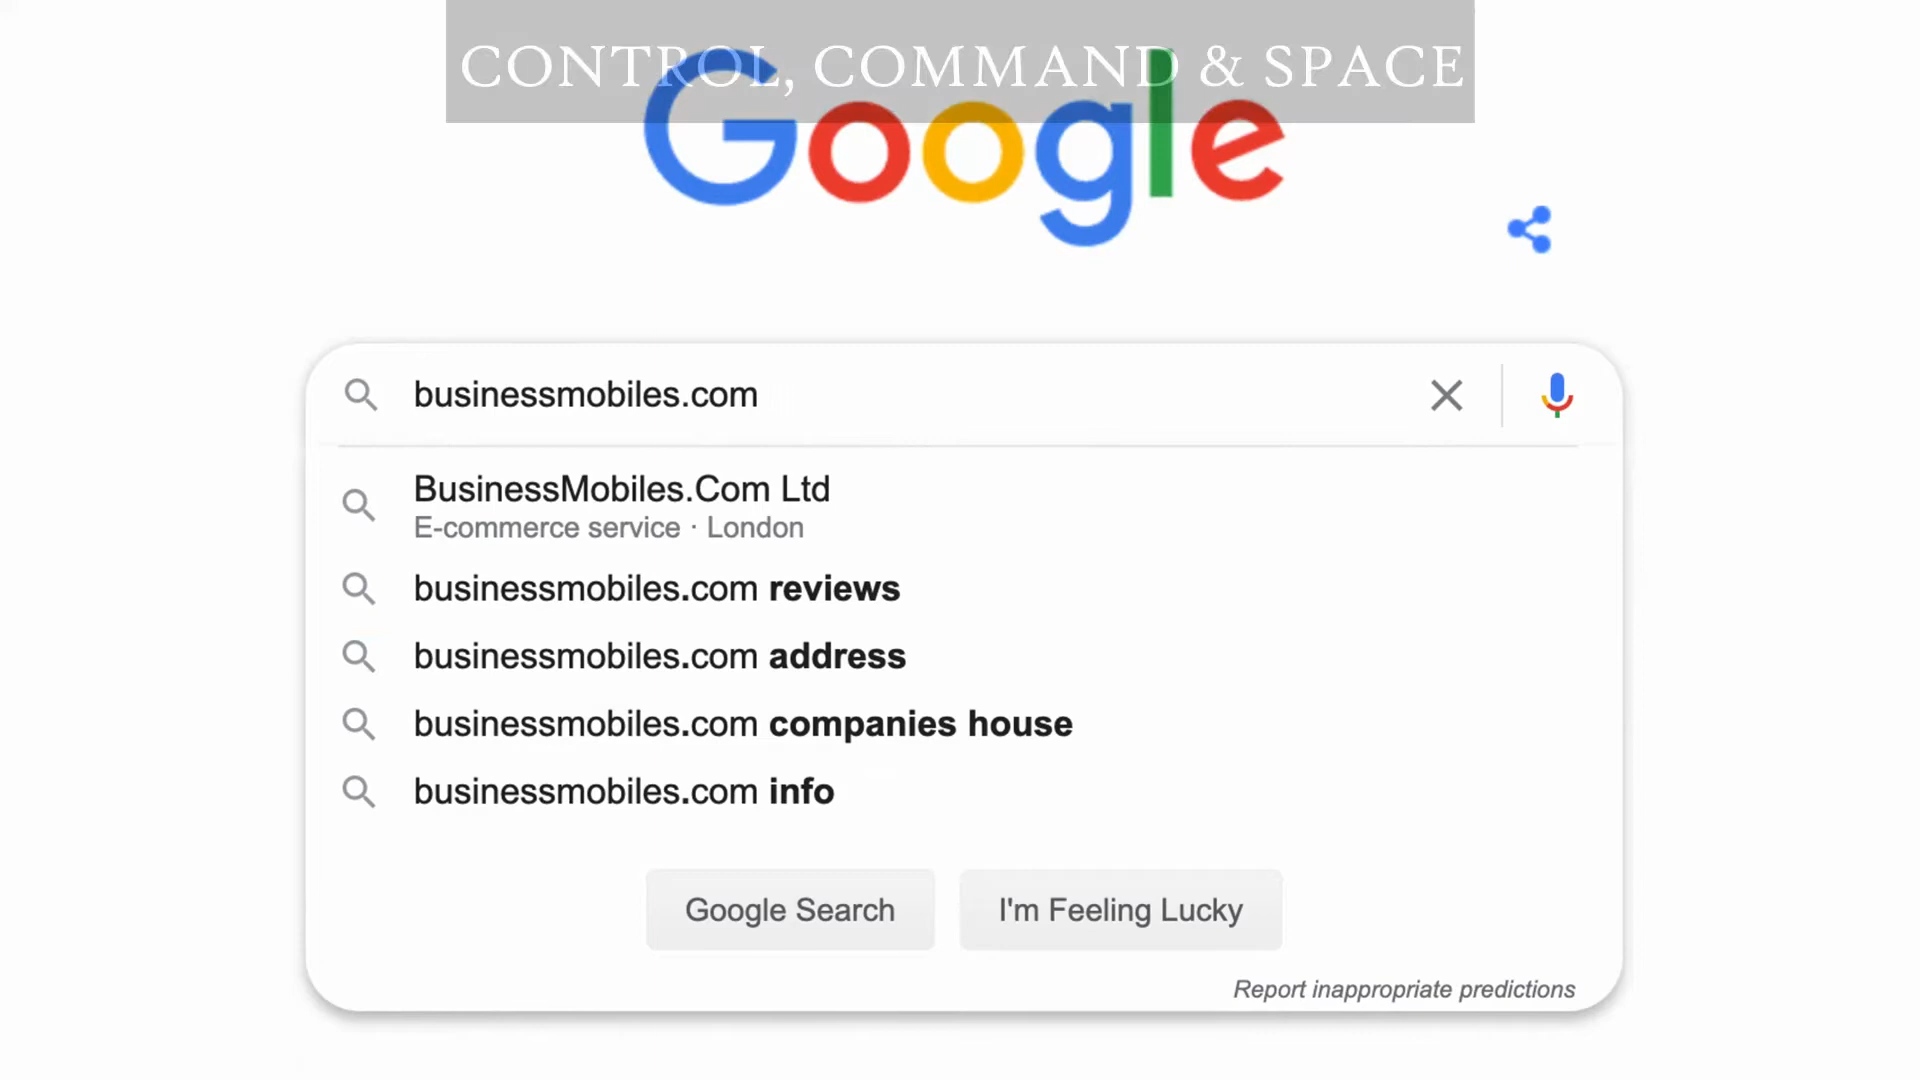 CONTROL, COMMAND & SPACE
Google
businessmobiles.com
BusinessMobiles.Com Ltd
E-commerce service · London
businessmobiles.com reviews
businessmobiles.com address
businessmobiles.com companies house
businessmobiles.com info
Google Search
I'm Feeling Lucky
Report inappropriate predictions